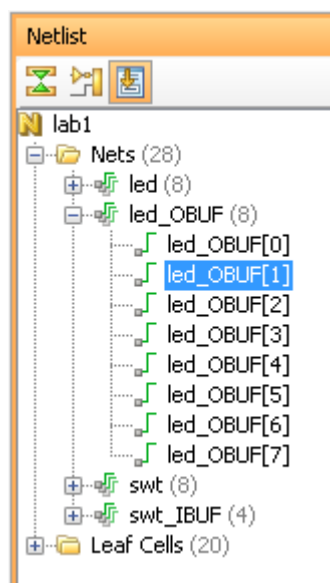 Netlist
lab1
Nets (28)
led (8)
led_OBUF (8)
led_OBUF[0]
led_OBUF[1]
led_OBUF[2]
led_OBUF[3]
led_OBUF[4]
led_OBUF[5]
led_OBUF[6]
led_OBUF[7]
swt (8)
swt_IBUF (4)
Leaf Cells (20)